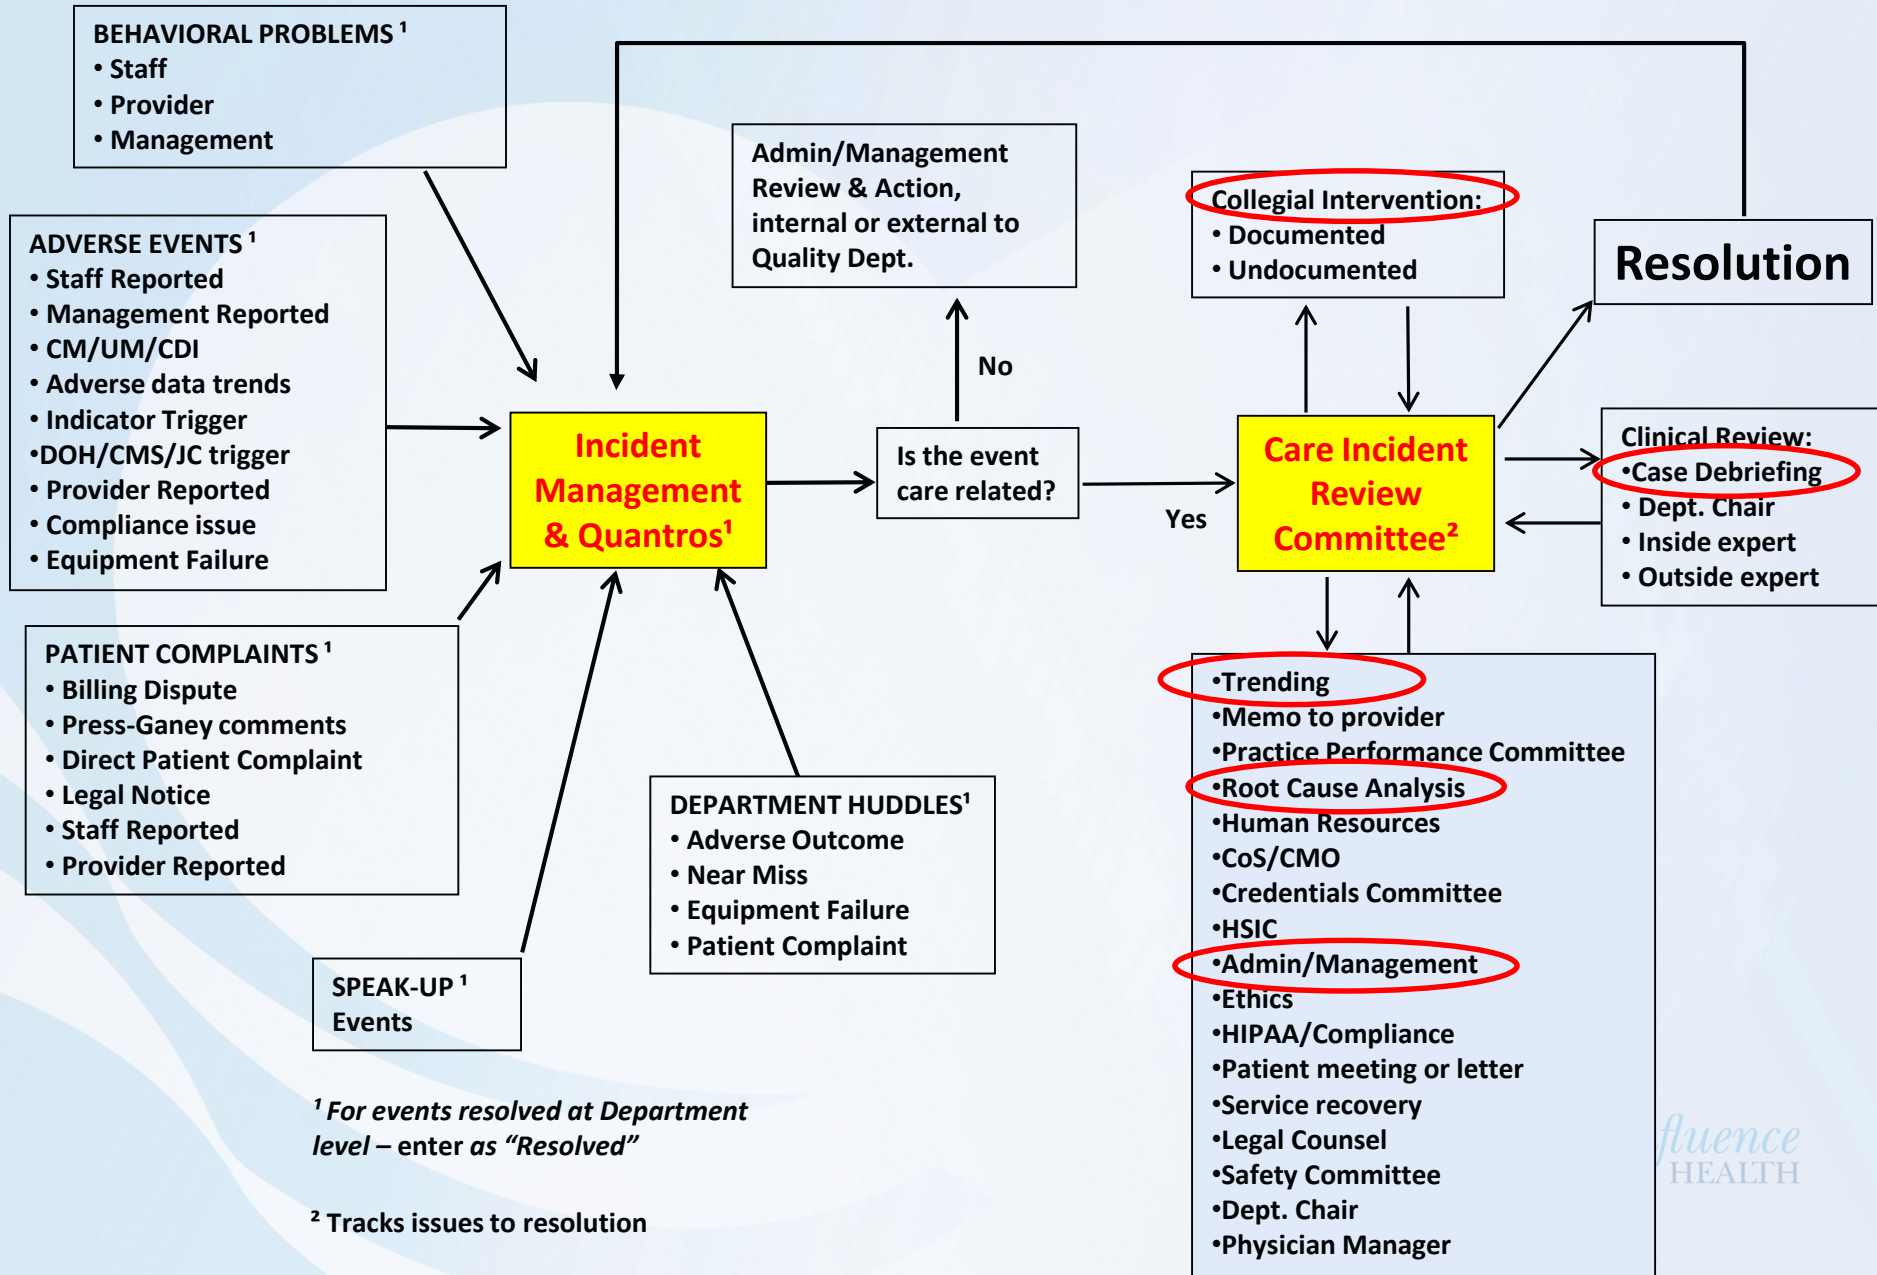 BEHAVIORAL PROBLEMS ¹
• Staff
• Provider
• Management
ADVERSE EVENTS ¹
• Staff Reported
• Management Reported
• CM/UM/CDI
• Adverse data trends
• Indicator Trigger
•DOH/CMS/JC trigger
• Provider Reported
• Compliance issue
• Equipment Failure
PATIENT COMPLAINTS ¹
• Billing Dispute
• Press-Ganey comments
• Direct Patient Complaint
• Legal Notice
• Staff Reported
• Provider Reported
SPEAK-UP ¹
Events
DEPARTMENT HUDDLES¹
• Adverse Outcome
• Near Miss
• Equipment Failure
• Patient Complaint
Incident
Management
& Quantros¹
Is the event
care related?
No
Admin/Management
Review & Action,
internal or external to
Quality Dept.
Yes
Care Incident
Review
Committee²
Collegial Intervention:
• Documented
• Undocumented
Resolution
Clinical Review:
•Case Debriefing
• Dept. Chair
• Inside expert
• Outside expert
•Trending
•Memo to provider
•Practice Performance Committee
•Root Cause Analysis
•Human Resources
•CoS/CMO
•Credentials Committee
•HSIC
•Admin/Management
•Ethics
•HIPAA/Compliance
•Patient meeting or letter
•Service recovery
•Legal Counsel
•Safety Committee
•Dept. Chair
•Physician Manager
¹ For events resolved at Department
level – enter as “Resolved”
² Tracks issues to resolution
fluence
HEALTH